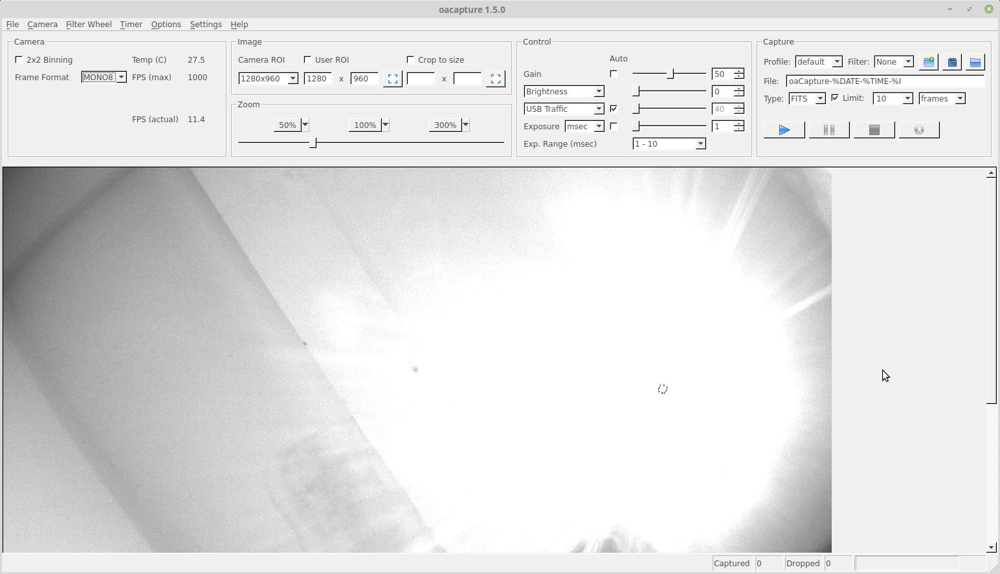 oacapture 1.5.0
File Camera Filter Wheel Timer Options Settings Help
Camera
2x2 Binning Temp (C) 27.5
Frame Format MONO8 FPS (max) 1000
FPS (actual) 11.4
Image
Camera ROI User ROI Crop to size
1280x960 1280 x 960 x
Zoom
50% 100% 300%
Control
Auto
Gain 50
Brightness 0
USB Traffic 40
Exposure msec 1
Exp. Range (msec) 1 - 10
Capture
Profile: default Filter: None
File: oaCapture-%DATE-%TIME-%I
Type: FITS Limit: 10 frames
Captured 0 Dropped 0